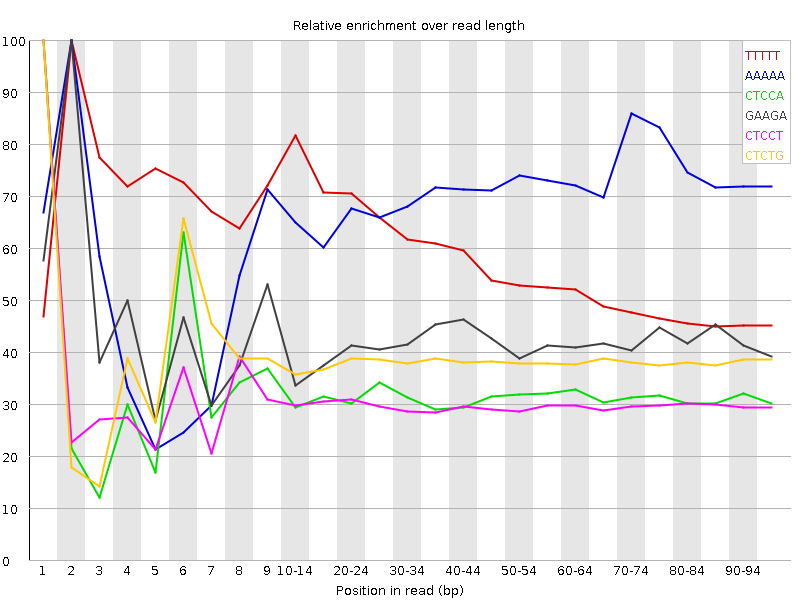 Relative enrichment over read length
100
90
80
70
60
50
40
30
20
10
0
TTTTT
AAAAA
CTCCA
GAAGA
CTCCT
CTCTG
1 2 3 4 5 6 7 8 9 10-14 20-24 30-34 40-44 50-54 60-64 70-74 80-84 90-94
Position in read (bp)